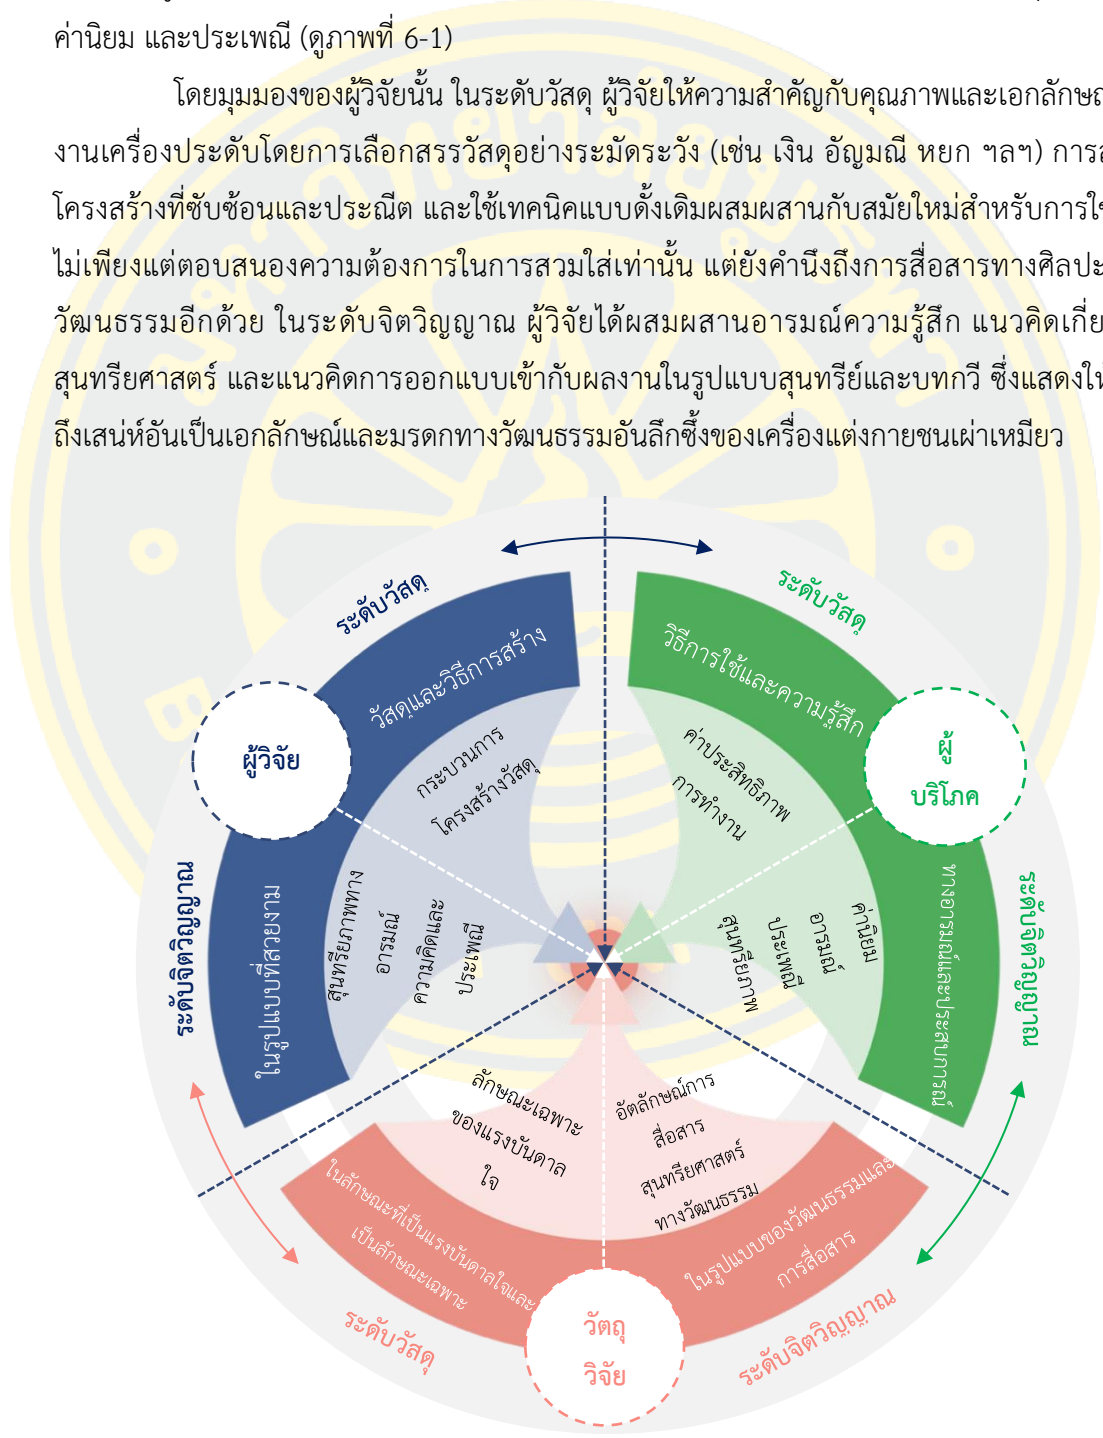 ค่านิยม และประเพณี (ดูภาพที่ 6-1)
โดยมุมมองของผู้วิจัยนั้น ในระดับวัสดุ ผู้วิจัยให้ความสำคัญกับคุณภาพและเอกลักษณ
งานเครื่องประดับโดยการเลือกสรรวัสดุอย่างระมัดระวัง (เช่น เงิน อัญมณี หยก ฯลฯ)
โครงสร้างที่ซับซ้อนและประณีต และใช้เทคนิคแบบดั้งเดิมผสมผสานกับสมัยใหม่สำหรับการ
ไม่เพียงแต่ตอบสนองความต้องการในการสวมใส่เท่านั้น แต่ยังคำนึงถึงการสื่อสารทางศิลปะ
วัฒนธรรมอีกด้วย ในระดับจิตวิญญาณ ผู้วิจัยได้ผสมผสานอารมณ์ความรู้สึก แนวคิดเกี่ย
สุนทรียศาสตร์ และแนวคิดการออกแบบเข้ากับผลงานในรูปแบบสุนทรีย์และบทกวี ซึ่งแสดงให้
ถึงเสน่ห์อันเป็นเอกลักษณ์และมรดกทางวัฒนธรรมอันลึกซึ้งของเครื่องแต่งกายชนเผ่าเหมียว
ระดับวัสดุ
ระดับวัสดุ
วัสดุและวิธีการสร้าง
วิธีการใช้และความรู้สึก
ผู้วิจัย
กระบวนการ
โครงสร้างวัสดุ
ค่าประสิทธิภาพ
การทำงาน
ผู้
บริโภค
ระดับจิตวิญญาณ
ในรูปแบบที่สวยงาม
สุนทรียภาพทาง
อารมณ์
ความคิดและ
ประเพณี
สุนทรียภาพ
ประเพณี
อารมณ์
ค่านิยม
ทางอารมณ์และประสบการณ์
ระดับจิตวิญญาณ
ลักษณะเฉพาะ
ของแรงบันดาล
ใจ
อัตลักษณ์การ
สื่อสาร
สุนทรียศาสตร์
ทางวัฒนธรรม
ในลักษณะที่เป็นแรงบันดาลใจและ
เป็นลักษณะเฉพาะ
ในรูปแบบของวัฒนธรรมและ
การสื่อสาร
วัตถุ
วิจัย
ระดับวัสดุ
ระดับจิตวิญญาณ